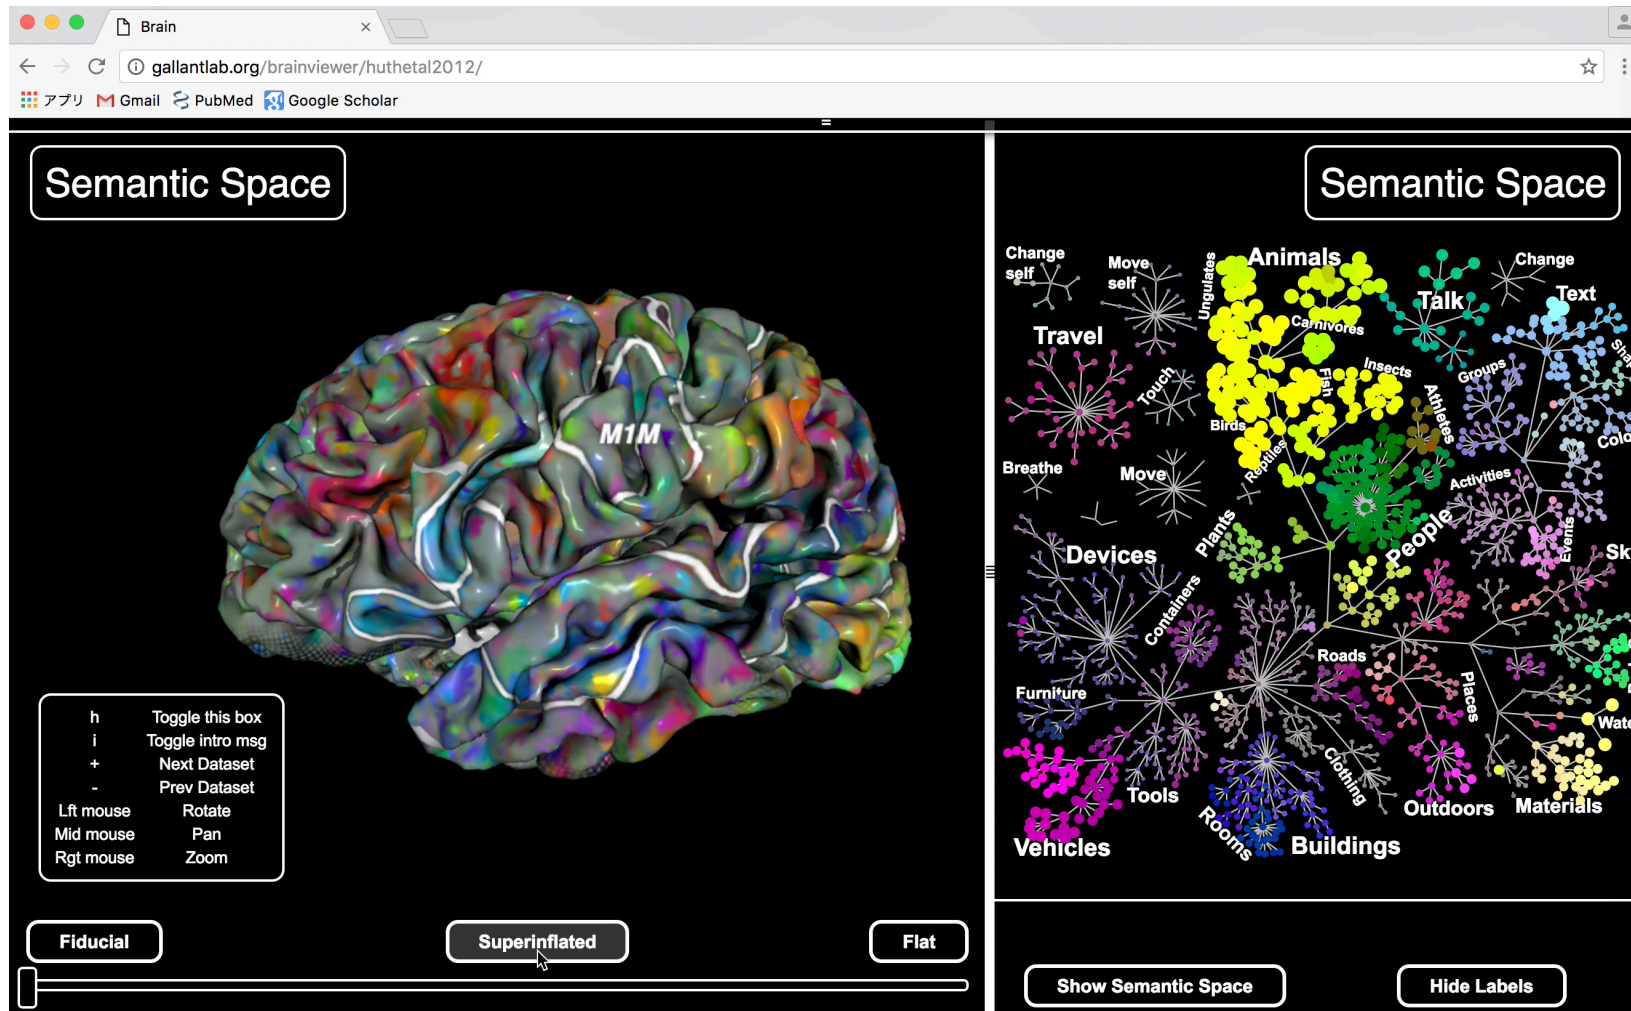 Brain
gallantlab.org/brainviewer/huthetal2012/
アプリ Gmail PubMed Google Scholar
Semantic Space
M1M
h Toggle this box
i Toggle intro msg
+ Next Dataset
- Prev Dataset
Lft mouse Rotate
Mid mouse Pan
Rgt mouse Zoom
Fiducial
Superinflated
Flat
Semantic Space
Change
self
Move
self
Ungulates
Animals
Talk
Change
Text
Travel
Carnivores
Touch
Fish
Insects
Groups
Athletes
Birds
Reptiles
Breathe
Move
Activities
Plants
People
Events
Devices
Containers
Roads
Furniture
Places
Clothing
Tools
Outdoors
Materials
Vehicles
Rooms
Buildings
Show Semantic Space
Hide Labels